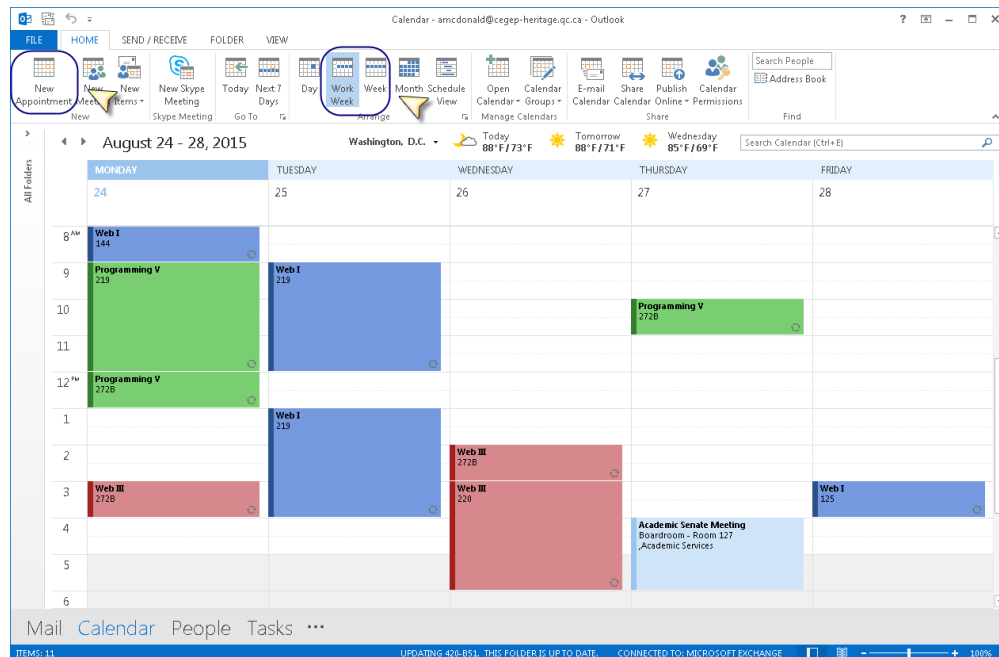 Calendar - amcdonald@cegep-heritage.qc.ca - Outlook
FILE HOME SEND / RECEIVE FOLDER VIEW
New Appointment
New
New Items
New Skype Meeting
Today
Next 7 Days
Day
Work Week
Week
Month
Schedule View
Open Calendar
Calendar Groups
E-mail Calendar
Share Calendar
Publish Online
Calendar Permissions
Search People
Address Book
New
Skype Meeting
Go To
Arrange
Manage Calendars
Share
Find
All Folders
August 24 - 28, 2015
Washington, D.C.
Today 88°F/73°F
Tomorrow 88°F/71°F
Wednesday 85°F/69°F
Search Calendar (Ctrl+E)
MONDAY TUESDAY WEDNESDAY THURSDAY FRIDAY
24 25 26 27 28
8 AM
9
10
11
12 PM
1
2
3
4
5
6
Web I
144
Programming V
219
Programming V
272B
Web III
272B
Web I
219
Web I
219
Web III
272B
Web III
220
Programming V
272B
Academic Senate Meeting
Boardroom - Room 127
,Academic Services
Web I
125
Mail Calendar People Tasks ...
ITEMS: 11
UPDATING 420-B51. THIS FOLDER IS UP TO DATE.
CONNECTED TO: MICROSOFT EXCHANGE
100%